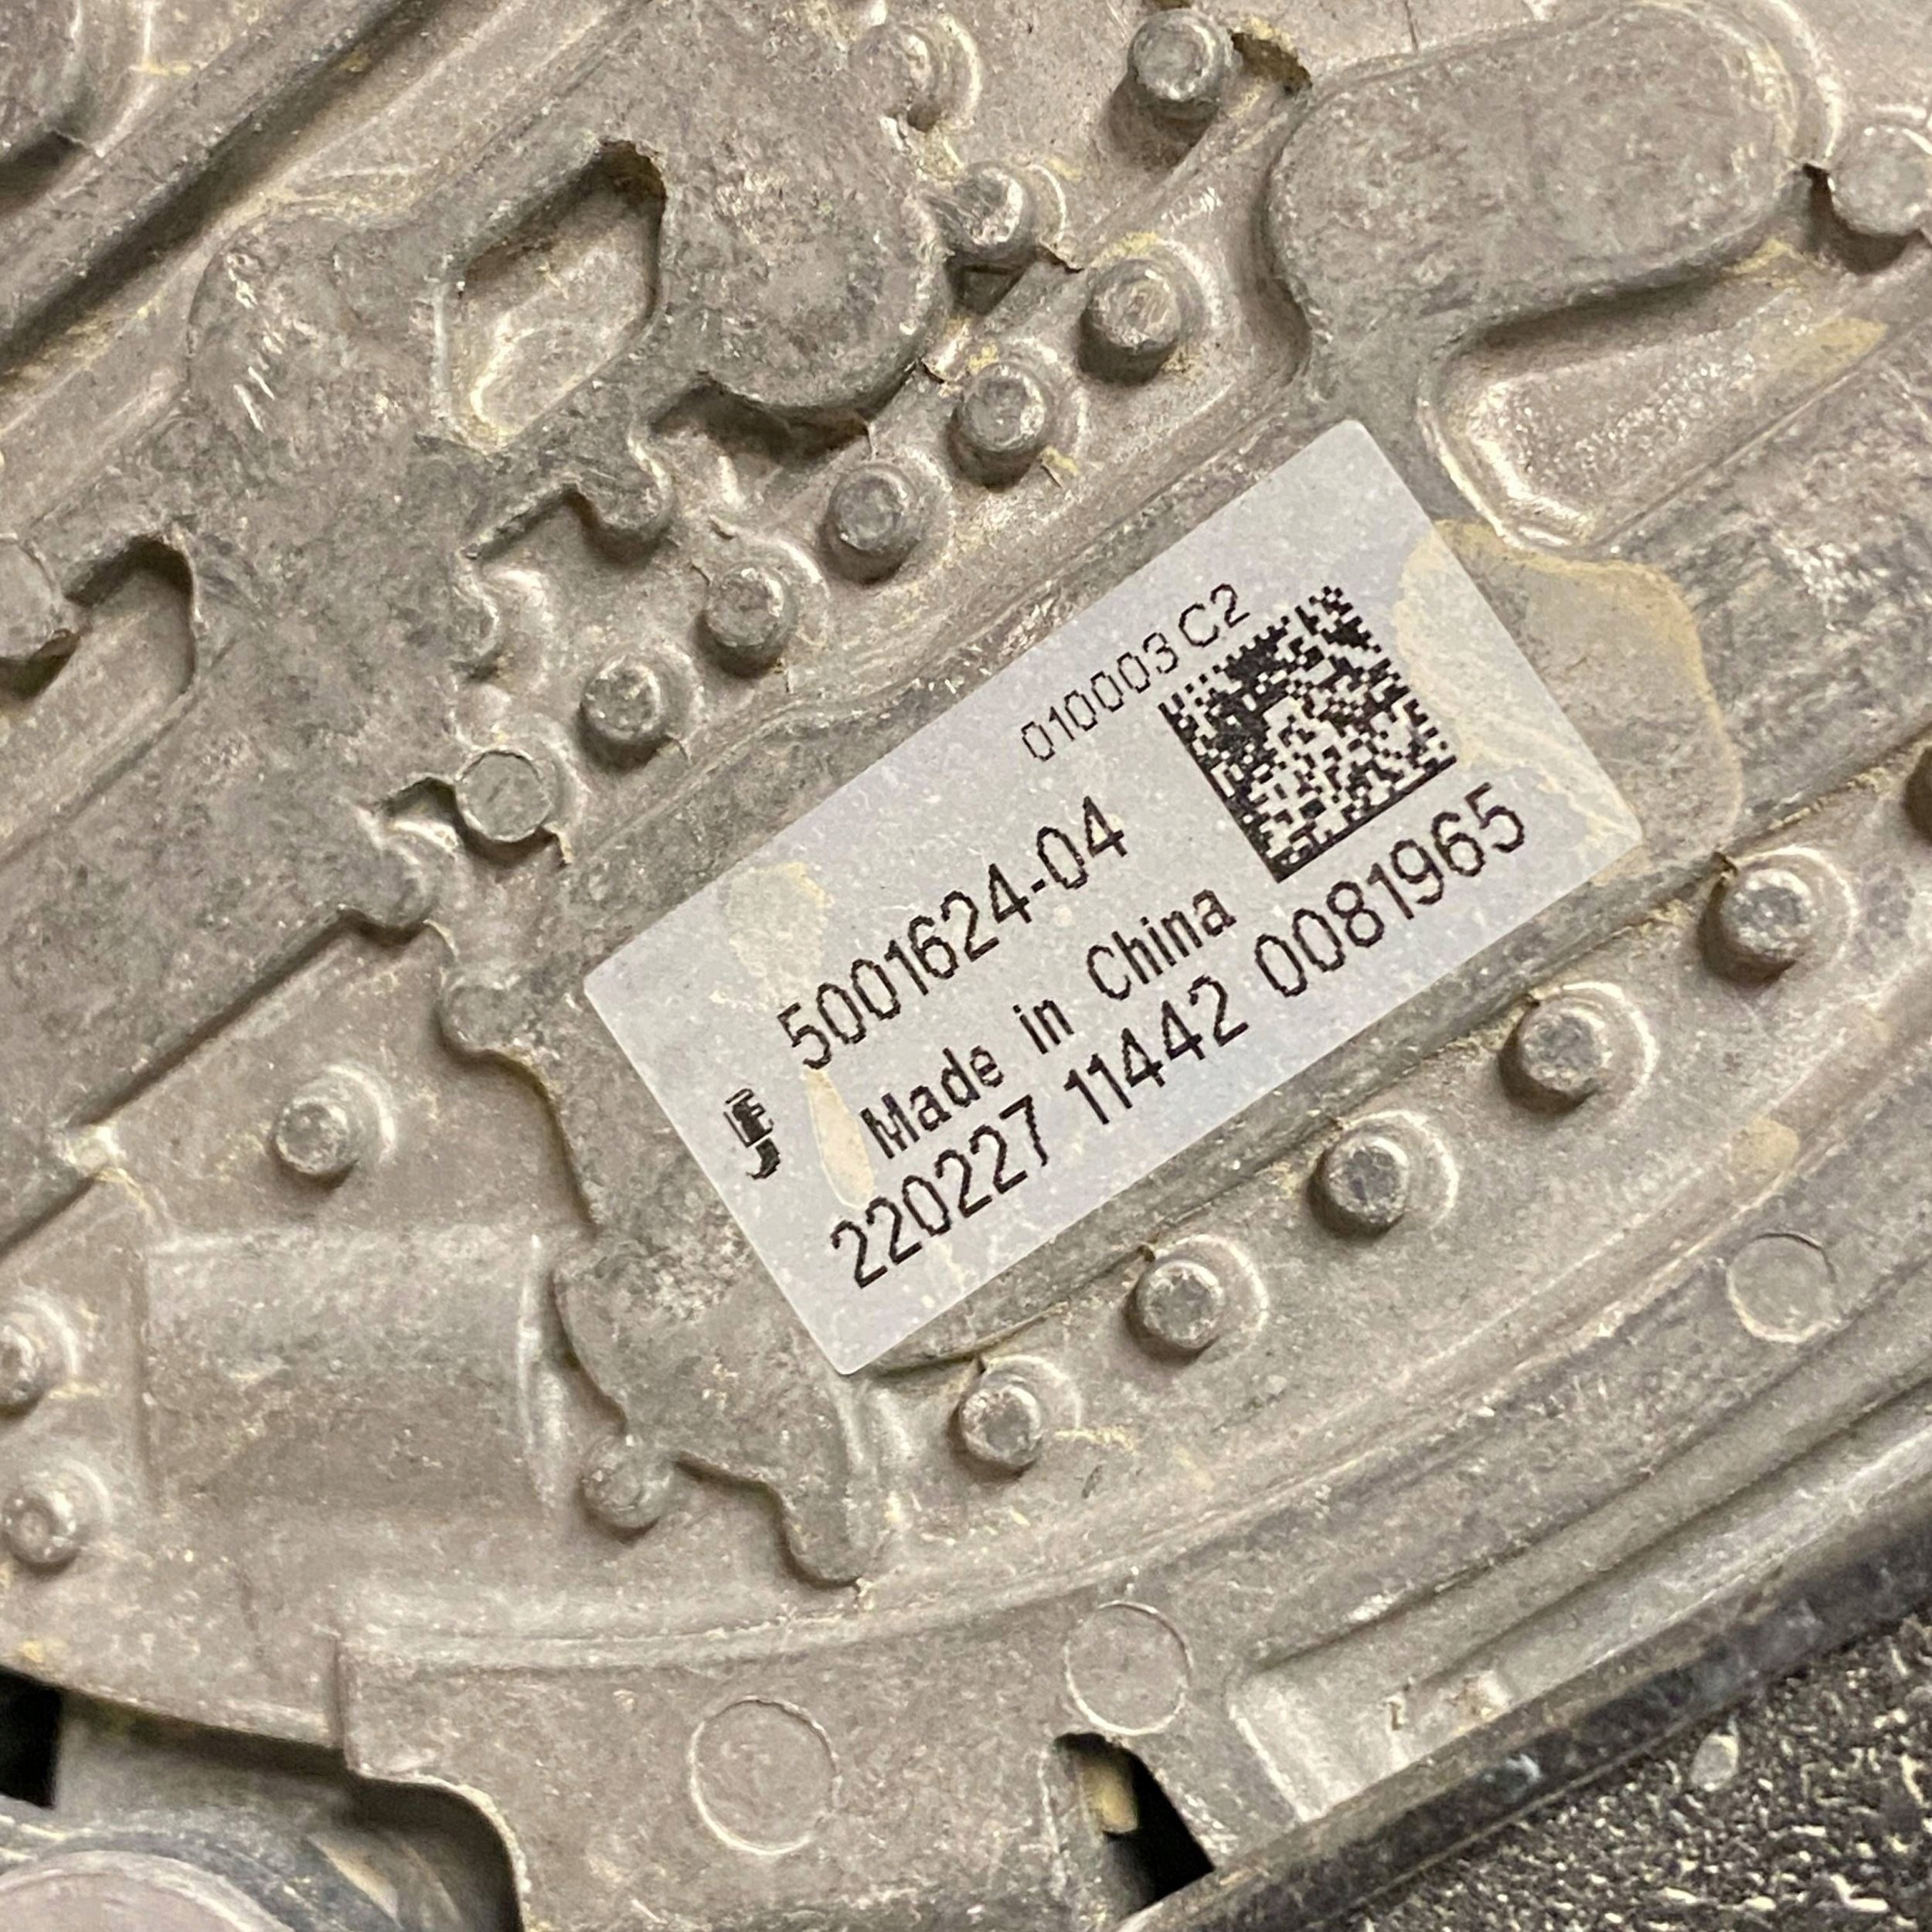 010003 C2
5001624-04
Made in China
220227 11442 0081965